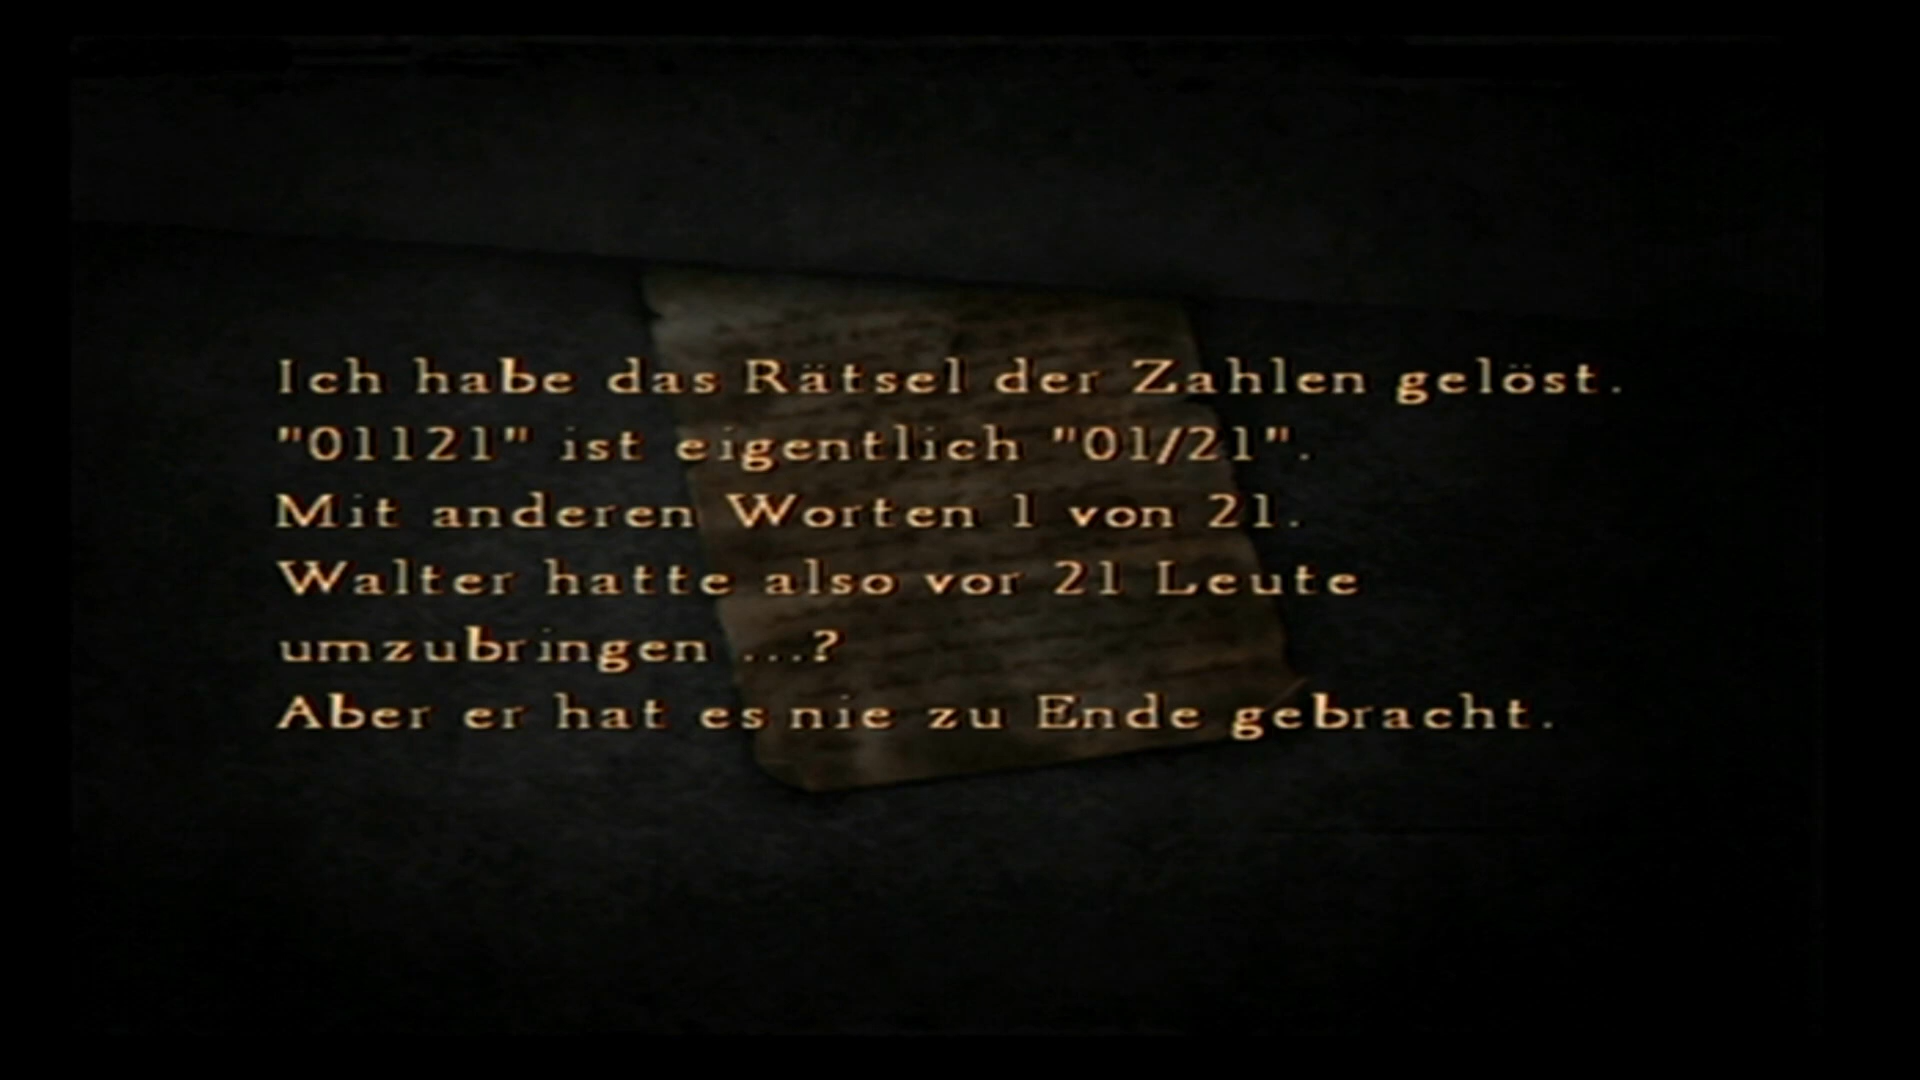 Ich habe das Rätsel der Zahlen gelöst.
"01121" ist eigentlich "01/21".
Mit anderen Worten 1 von 21.
Walter hatte also vor 21 Leute
umzubringen ...?
Aber er hat es nie zu Ende gebracht.